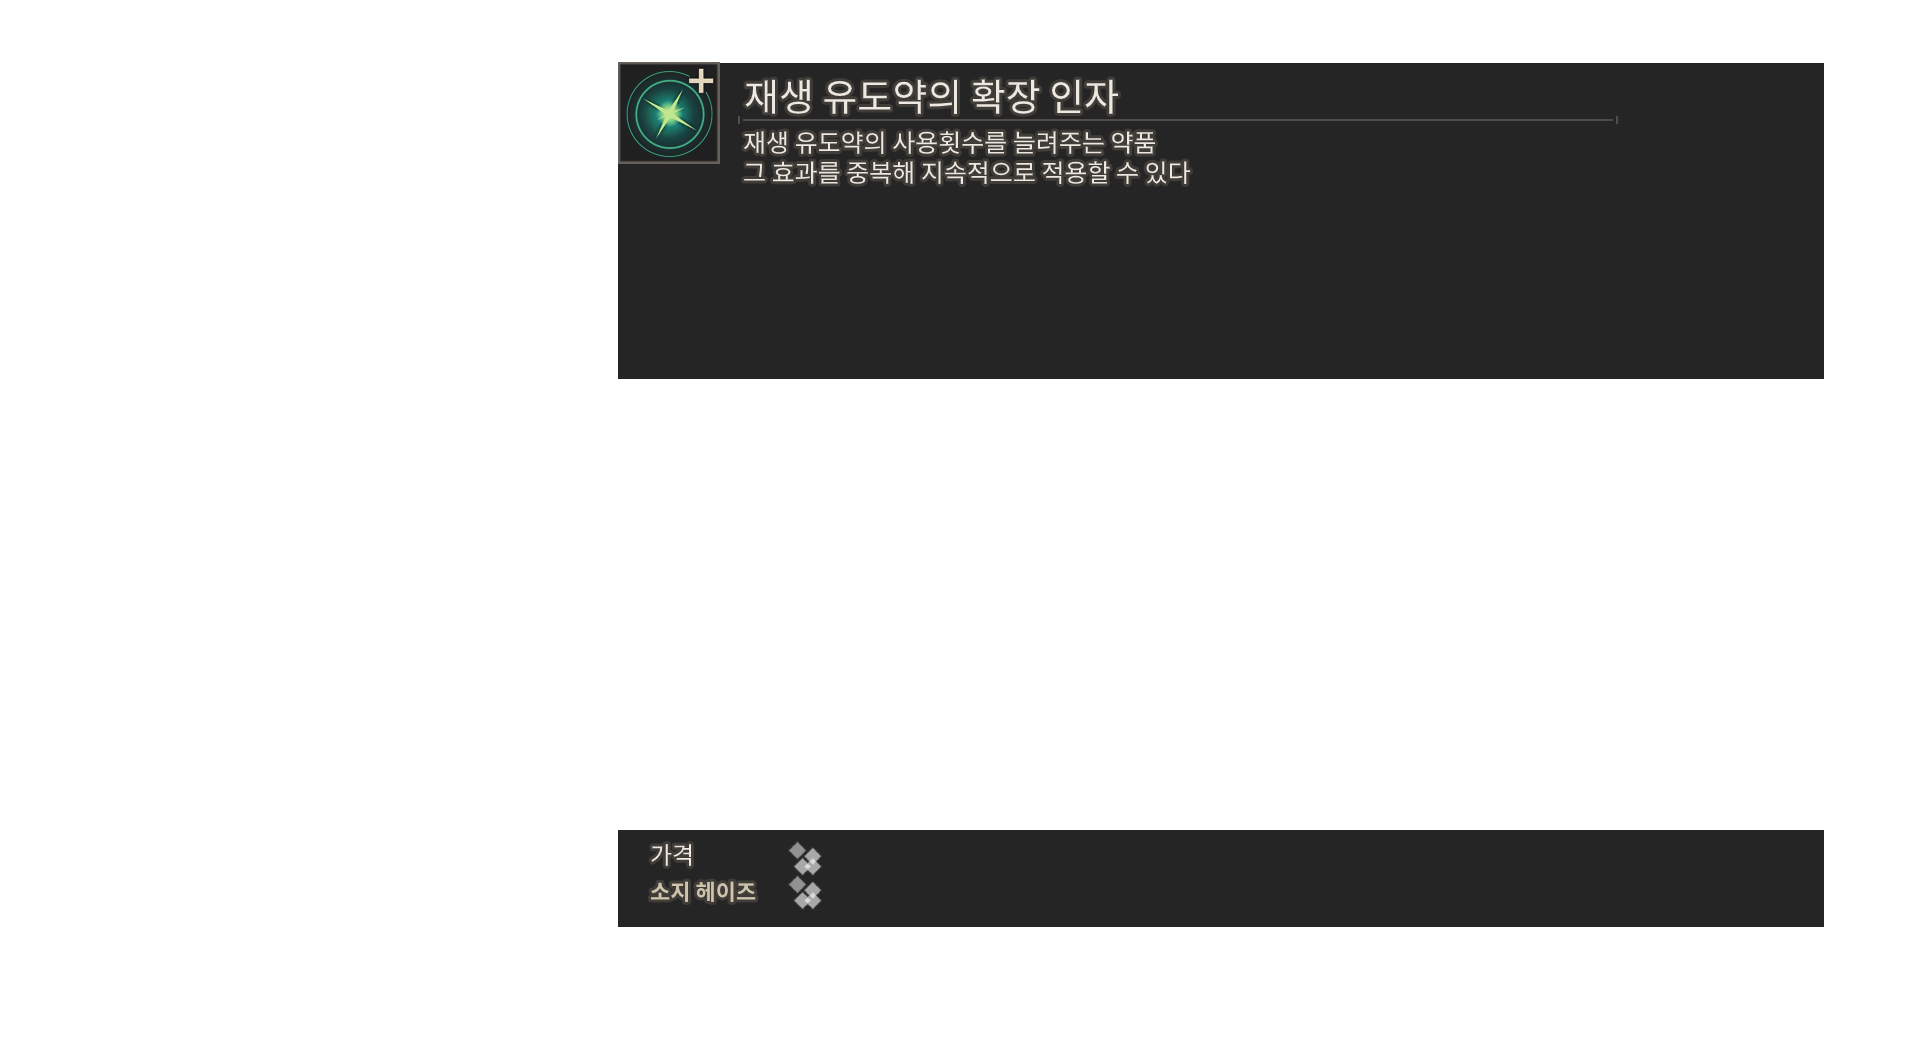 재생 유도약의 확장 인자
재생 유도약의 사용횟수를 늘려주는 약품
그 효과를 중복해 지속적으로 적용할 수 있다
가격
소지 헤이즈